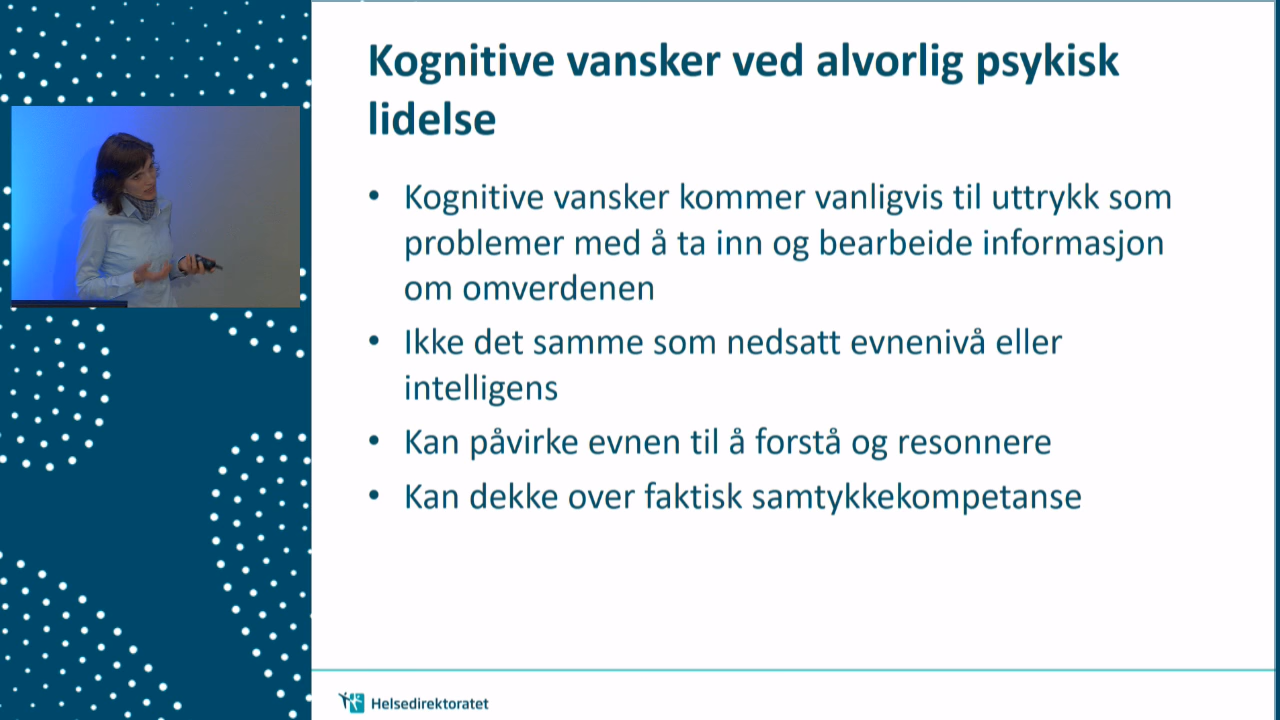 Kognitive vansker ved alvorlig psykisk
lidelse
• Kognitive vansker kommer vanligvis til uttrykk som
problemer med å ta inn og bearbeide informasjon
om omverdenen
• Ikke det samme som nedsatt evnenivå eller
intelligens
• Kan påvirke evnen til å forstå og resonnere
• Kan dekke over faktisk samtykkekompetanse
Helsedirektoratet